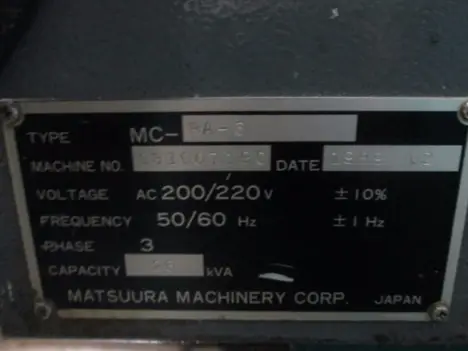 TYPE MC-
MACHINE NO. DATE
VOLTAGE AC 200/220 V ±10%
FREQUENCY 50/60 Hz ±1 Hz
PHASE 3
CAPACITY kVA
MATSUURA MACHINERY CORP. JAPAN